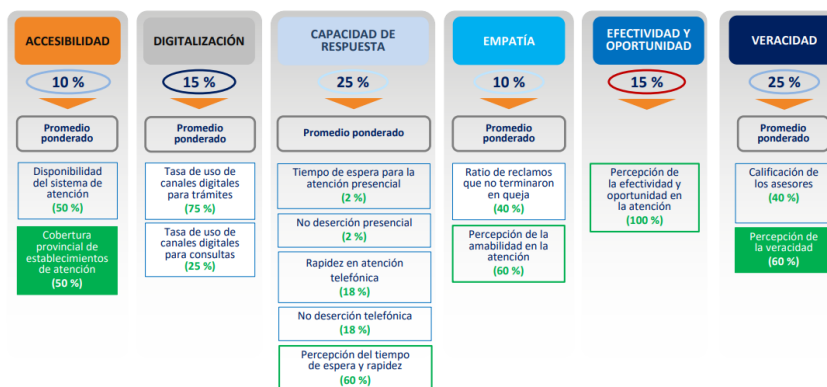 ACCESIBILIDAD
10 %
Promedio
ponderado
Disponibilidad
del sistema de
atención
(50 %)
Cobertura
provincial de
establecimientos
de atención
(50 %)
DIGITALIZACIÓN
15 %
Promedio
ponderado
Tasa de uso de
canales digitales
para trámites
(75 %)
Tasa de uso de
canales digitales
para consultas
(25 %)
CAPACIDAD DE
RESPUESTA
25 %
Promedio ponderado
Tiempo de espera para la
atención presencial
(2 %)
No deserción presencial
(2 %)
Rapidez en atención
telefónica
(18 %)
No deserción telefónica
(18 %)
Percepción del tiempo
de espera y rapidez
(60 %)
EMPATÍA
10 %
Promedio
ponderado
Ratio de reclamos
que no terminaron
en queja
(40 %)
Percepción de la
amabilidad en la
atención
(60 %)
EFECTIVIDAD Y
OPORTUNIDAD
15 %
Promedio
ponderado
Percepción de
la efectividad y
oportunidad en
la atención
(100 %)
VERACIDAD
25 %
Promedio
ponderado
Calificación de
los asesores
(40 %)
Percepción de
la veracidad
(60 %)